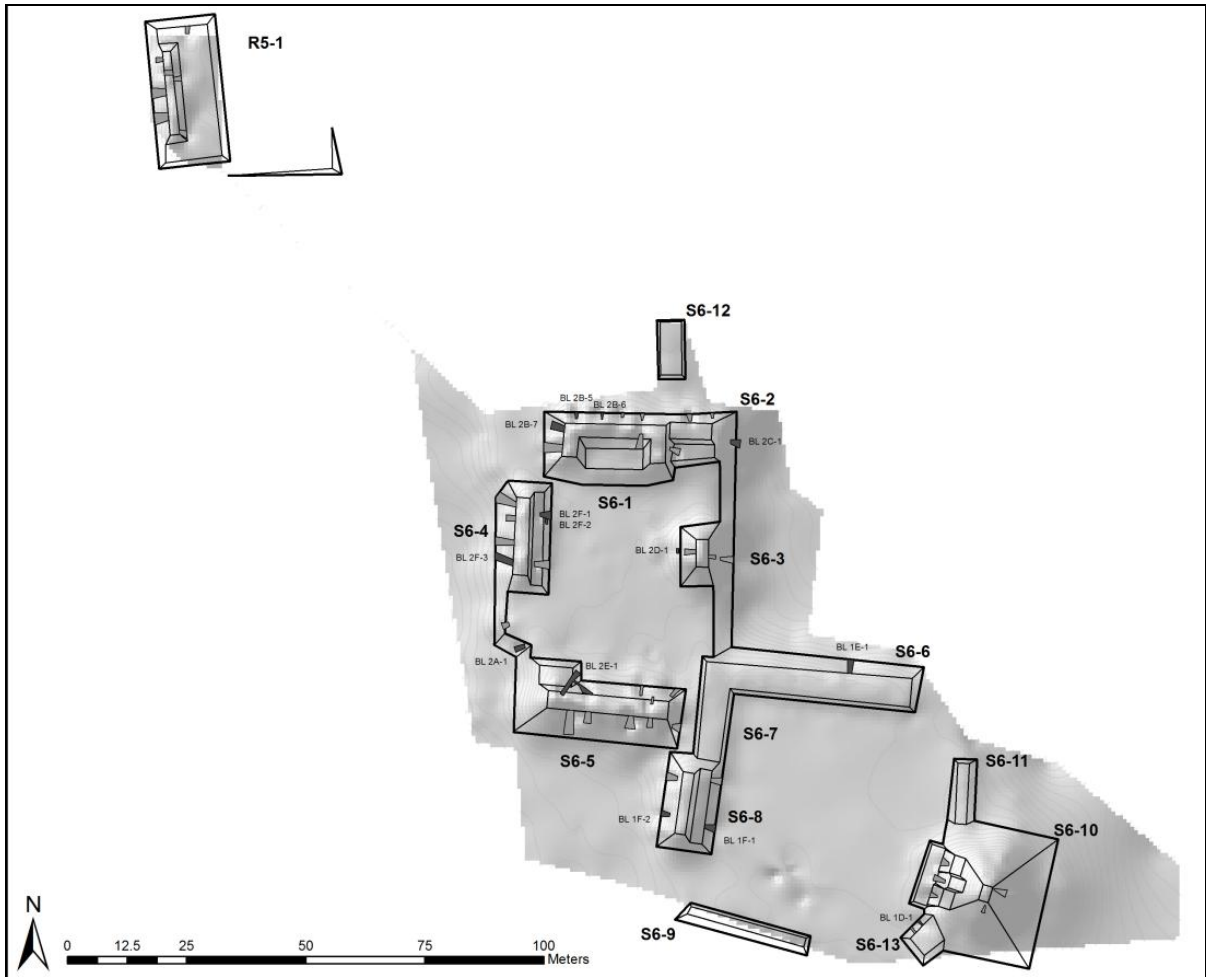 R5-1
S6-12
S6-2
BL 2B-5
BL 2B-6
BL 2B-7
BL 2C-1
S6-1
S6-4
BL 2F-1
BL 2F-2
BL 2F-3
BL 2D-1
S6-3
BL 2A-1
BL 2E-1
BL 1E-1
S6-6
S6-7
S6-5
S6-11
BL 1F-2
S6-8
BL 1F-1
S6-10
BL 1D-1
S6-9
S6-13
N
0 12.5 25 50 75 100
Meters